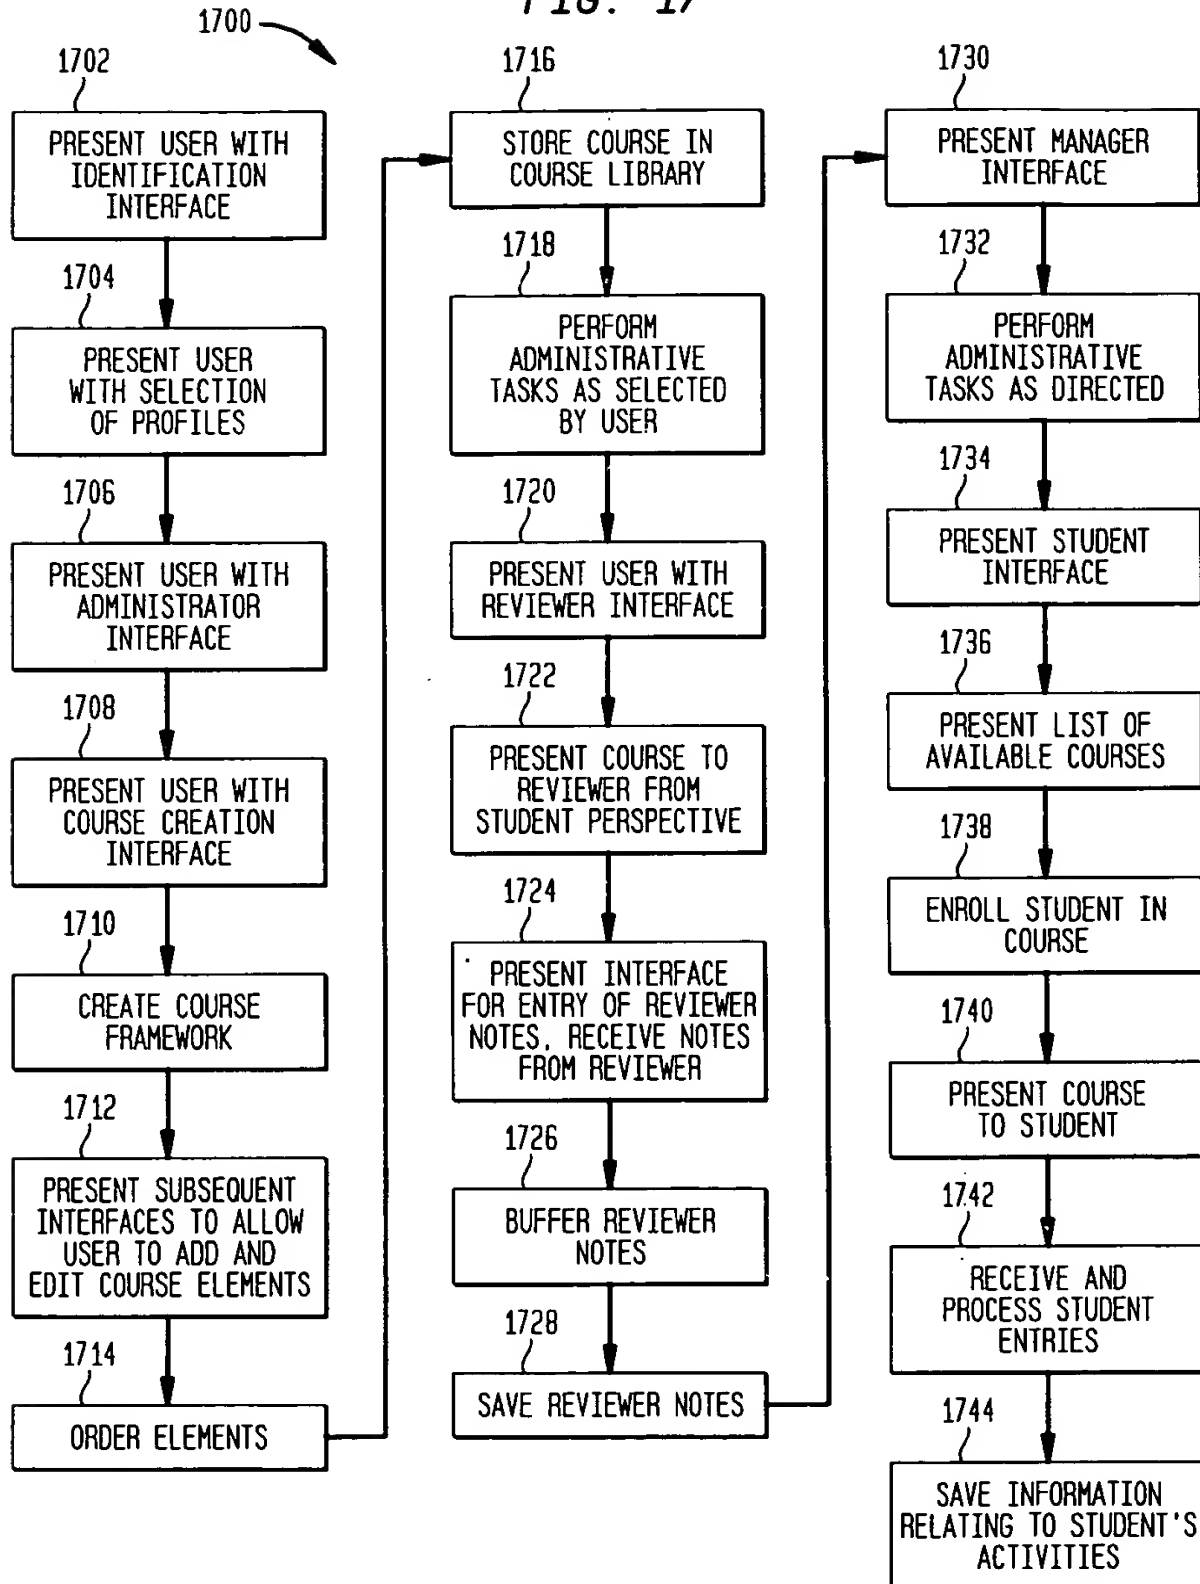 FIG. 17
1700
1702
PRESENT USER WITH
IDENTIFICATION
INTERFACE
1704
PRESENT USER
WITH SELECTION
OF PROFILES
1706
PRESENT USER WITH
ADMINISTRATOR
INTERFACE
1708
PRESENT USER WITH
COURSE CREATION
INTERFACE
1710
CREATE COURSE
FRAMEWORK
1712
PRESENT SUBSEQUENT
INTERFACES TO ALLOW
USER TO ADD AND
EDIT COURSE ELEMENTS
1714
ORDER ELEMENTS
1716
STORE COURSE IN
COURSE LIBRARY
1718
PERFORM
ADMINISTRATIVE
TASKS AS SELECTED
BY USER
1720
PRESENT USER WITH
REVIEWER INTERFACE
1722
PRESENT COURSE TO
REVIEWER FROM
STUDENT PERSPECTIVE
1724
PRESENT INTERFACE
FOR ENTRY OF REVIEWER
NOTES. RECEIVE NOTES
FROM REVIEWER
1726
BUFFER REVIEWER
NOTES
1728
SAVE REVIEWER NOTES
1730
PRESENT MANAGER
INTERFACE
1732
PERFORM
ADMINISTRATIVE
TASKS AS DIRECTED
1734
PRESENT STUDENT
INTERFACE
1736
PRESENT LIST OF
AVAILABLE COURSES
1738
ENROLL STUDENT IN
COURSE
1740
PRESENT COURSE
TO STUDENT
1742
RECEIVE AND
PROCESS STUDENT
ENTRIES
1744
SAVE INFORMATION
RELATING TO STUDENT'S
ACTIVITIES